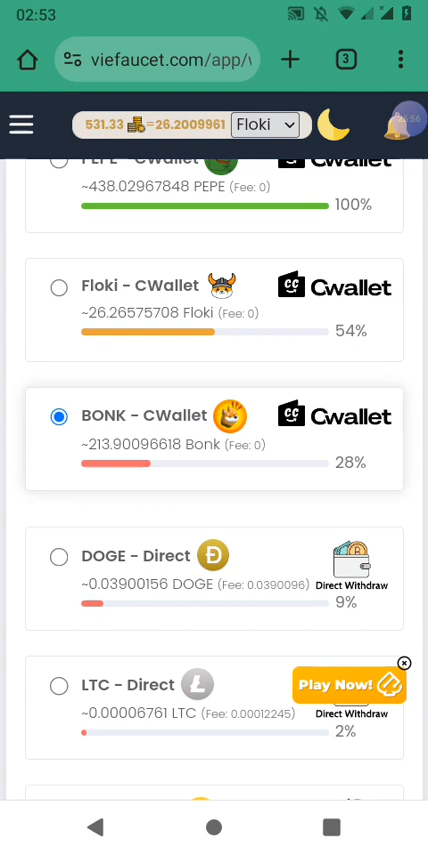 02:53
viefaucet.com/app/
3
531.33 =26.2009961 Floki
PEPE - CWallet Cwallet
~438.02967848 PEPE (Fee: 0)
100%
Floki - CWallet Cwallet
~26.26575708 Floki (Fee: 0)
54%
BONK - CWallet Cwallet
~213.90096618 Bonk (Fee: 0)
28%
DOGE - Direct
~0.03900156 DOGE (Fee: 0.0390096) Direct Withdraw
9%
LTC - Direct Play Now!
~0.00006761 LTC (Fee: 0.00012245) Direct Withdraw
2%